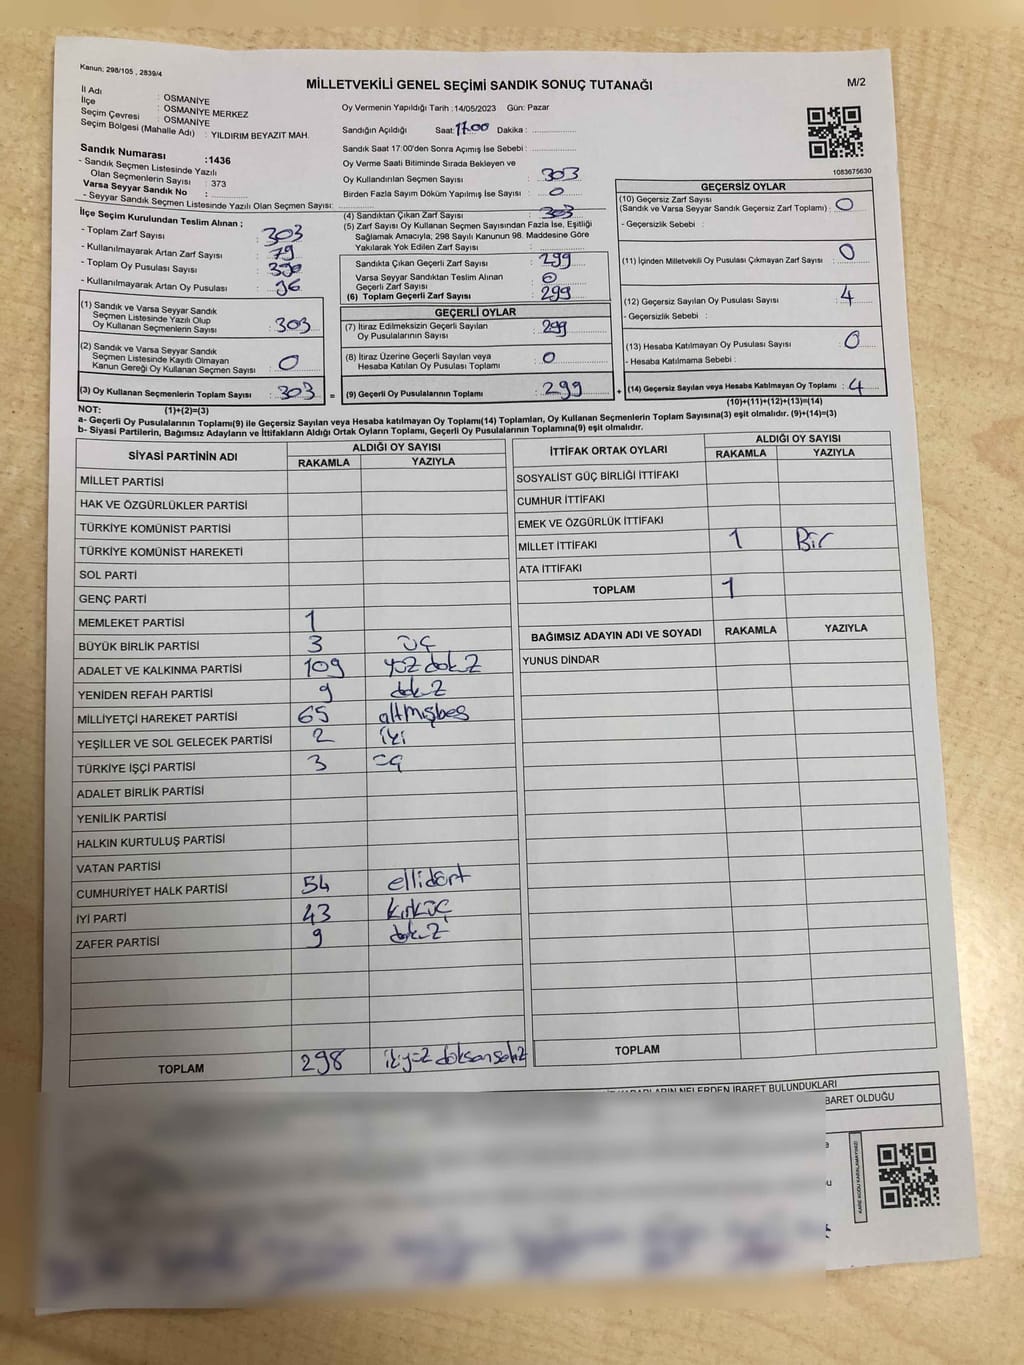 Kanun: 298/105 , 2839/4
MİLLETVEKİLİ GENEL SEÇİMİ SANDIK SONUÇ TUTANAĞI
M/2
İl Adı : OSMANİYE
İlçe : OSMANİYE MERKEZ
Seçim Çevresi : OSMANİYE
Seçim Bölgesi (Mahalle Adı) : YILDIRIM BEYAZIT MAH.
Oy Vermenin Yapıldığı Tarih : 14/05/2023 Gün: Pazar
Sandığın Açıldığı Saat: 17.00 Dakika :
Sandık Saat 17:00'den Sonra Açımış İse Sebebi :
Oy Verme Saati Bitiminde Sırada Bekleyen ve
Oy Kullandırılan Seçmen Sayısı : 303
Birden Fazla Sayım Döküm Yapılmış İse Sayısı : 0
1083675630
Sandık Numarası :1436
- Sandık Seçmen Listesinde Yazılı
Olan Seçmenlerin Sayısı : 373
Varsa Seyyar Sandık No :
- Seyyar Sandık Seçmen Listesinde Yazılı Olan Seçmen Sayısı:
İlçe Seçim Kurulundan Teslim Alınan ;
- Toplam Zarf Sayısı : 303
- Kullanılmayarak Artan Zarf Sayısı : 79
- Toplam Oy Pusulası Sayısı :
- Kullanılmayarak Artan Oy Pusulası :
(4) Sandıktan Çıkan Zarf Sayısı : 303
(5) Zarf Sayısı Oy Kullanan Seçmen Sayısından Fazla İse, Eşitliği
Sağlamak Amacıyla; 298 Sayılı Kanunun 98. Maddesine Göre
Yakılarak Yok Edilen Zarf Sayısı :
Sandıkta Çıkan Geçerli Zarf Sayısı : 299
Varsa Seyyar Sandıktan Teslim Alınan
Geçerli Zarf Sayısı : 0
(6) Toplam Geçerli Zarf Sayısı : 299
GEÇERSİZ OYLAR
(10) Geçersiz Zarf Sayısı
(Sandık ve Varsa Seyyar Sandık Geçersiz Zarf Toplamı) : 0
- Geçersizlik Sebebi :
(11) İçinden Milletvekili Oy Pusulası Çıkmayan Zarf Sayısı : 0
(12) Geçersiz Sayılan Oy Pusulası Sayısı : 4
- Geçersizlik Sebebi :
(13) Hesaba Katılmayan Oy Pusulası Sayısı : 0
- Hesaba Katılmama Sebebi :
(14) Geçersiz Sayılan veya Hesaba Katılmayan Oy Toplamı : 4
(10)+(11)+(12)+(13)=(14)
(1) Sandık ve Varsa Seyyar Sandık
Seçmen Listesinde Yazılı Olup
Oy Kullanan Seçmenlerin Sayısı : 303
(2) Sandık ve Varsa Seyyar Sandık
Seçmen Listesinde Kayıtlı Olmayan
Kanun Gereği Oy Kullanan Seçmen Sayısı : 0
(3) Oy Kullanan Seçmenlerin Toplam Sayısı : 303 =
GEÇERLİ OYLAR
(7) İtiraz Edilmeksizin Geçerli Sayılan
Oy Pusulalarının Sayısı : 299
(8) İtiraz Üzerine Geçerli Sayılan veya
Hesaba Katılan Oy Pusulası Toplamı : 0
(9) Geçerli Oy Pusulalarının Toplamı : 299 +
NOT: (1)+(2)=(3)
a- Geçerli Oy Pusulalarının Toplamı(9) ile Geçersiz Sayılan veya Hesaba katılmayan Oy Toplamı(14) Toplamları, Oy Kullanan Seçmenlerin Toplam Sayısına(3) eşit olmalıdır. (9)+(14)=(3)
b- Siyasi Partilerin, Bağımsız Adayların ve İttifakların Aldığı Ortak Oyların Toplamı, Geçerli Oy Pusulalarının Toplamına(9) eşit olmalıdır.
SİYASİ PARTİNİN ADI ALDIĞI OY SAYISI
RAKAMLA YAZIYLA
MİLLET PARTİSİ
HAK VE ÖZGÜRLÜKLER PARTİSİ
TÜRKİYE KOMÜNİST PARTİSİ
TÜRKİYE KOMÜNİST HAREKETİ
SOL PARTİ
GENÇ PARTİ
MEMLEKET PARTİSİ 1
BÜYÜK BİRLİK PARTİSİ 3 üç
ADALET VE KALKINMA PARTİSİ 109 yüz dokuz
YENİDEN REFAH PARTİSİ 9 dokuz
MİLLİYETÇİ HAREKET PARTİSİ 65 altmışbeş
YEŞİLLER VE SOL GELECEK PARTİSİ 2 iki
TÜRKİYE İŞÇİ PARTİSİ 3 üç
ADALET BİRLİK PARTİSİ
YENİLİK PARTİSİ
HALKIN KURTULUŞ PARTİSİ
VATAN PARTİSİ
CUMHURİYET HALK PARTİSİ 54 ellidört
İYİ PARTİ 43 kırküç
ZAFER PARTİSİ 9 dokuz
TOPLAM 298 ikiyüz doksansekiz
İTTİFAK ORTAK OYLARI ALDIĞI OY SAYISI
RAKAMLA YAZIYLA
SOSYALİST GÜÇ BİRLİĞİ İTTİFAKI
CUMHUR İTTİFAKI
EMEK VE ÖZGÜRLÜK İTTİFAKI
MİLLET İTTİFAKI 1 Bir
ATA İTTİFAKI
TOPLAM 1
BAĞIMSIZ ADAYIN ADI VE SOYADI RAKAMLA YAZIYLA
YUNUS DİNDAR
TOPLAM
NELERDEN İBARET BULUNDUKLARI
BARET OLDUĞU